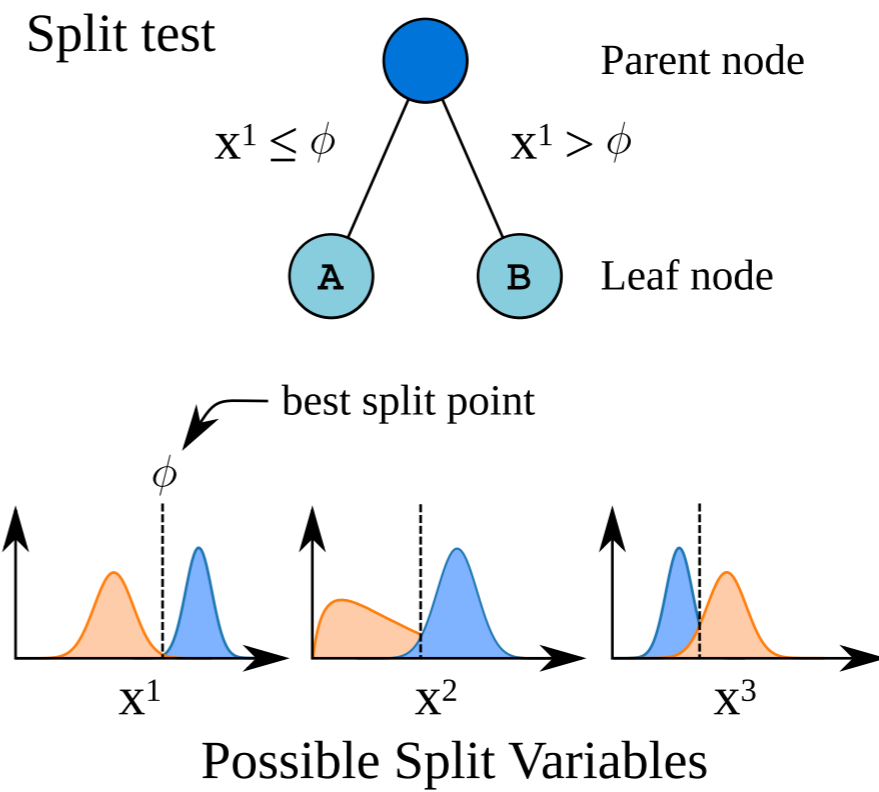 Split test
Parent node
x¹ ≤ ϕ
x¹ > ϕ
A
B
Leaf node
best split point
ϕ
x¹
x²
x³
Possible Split Variables